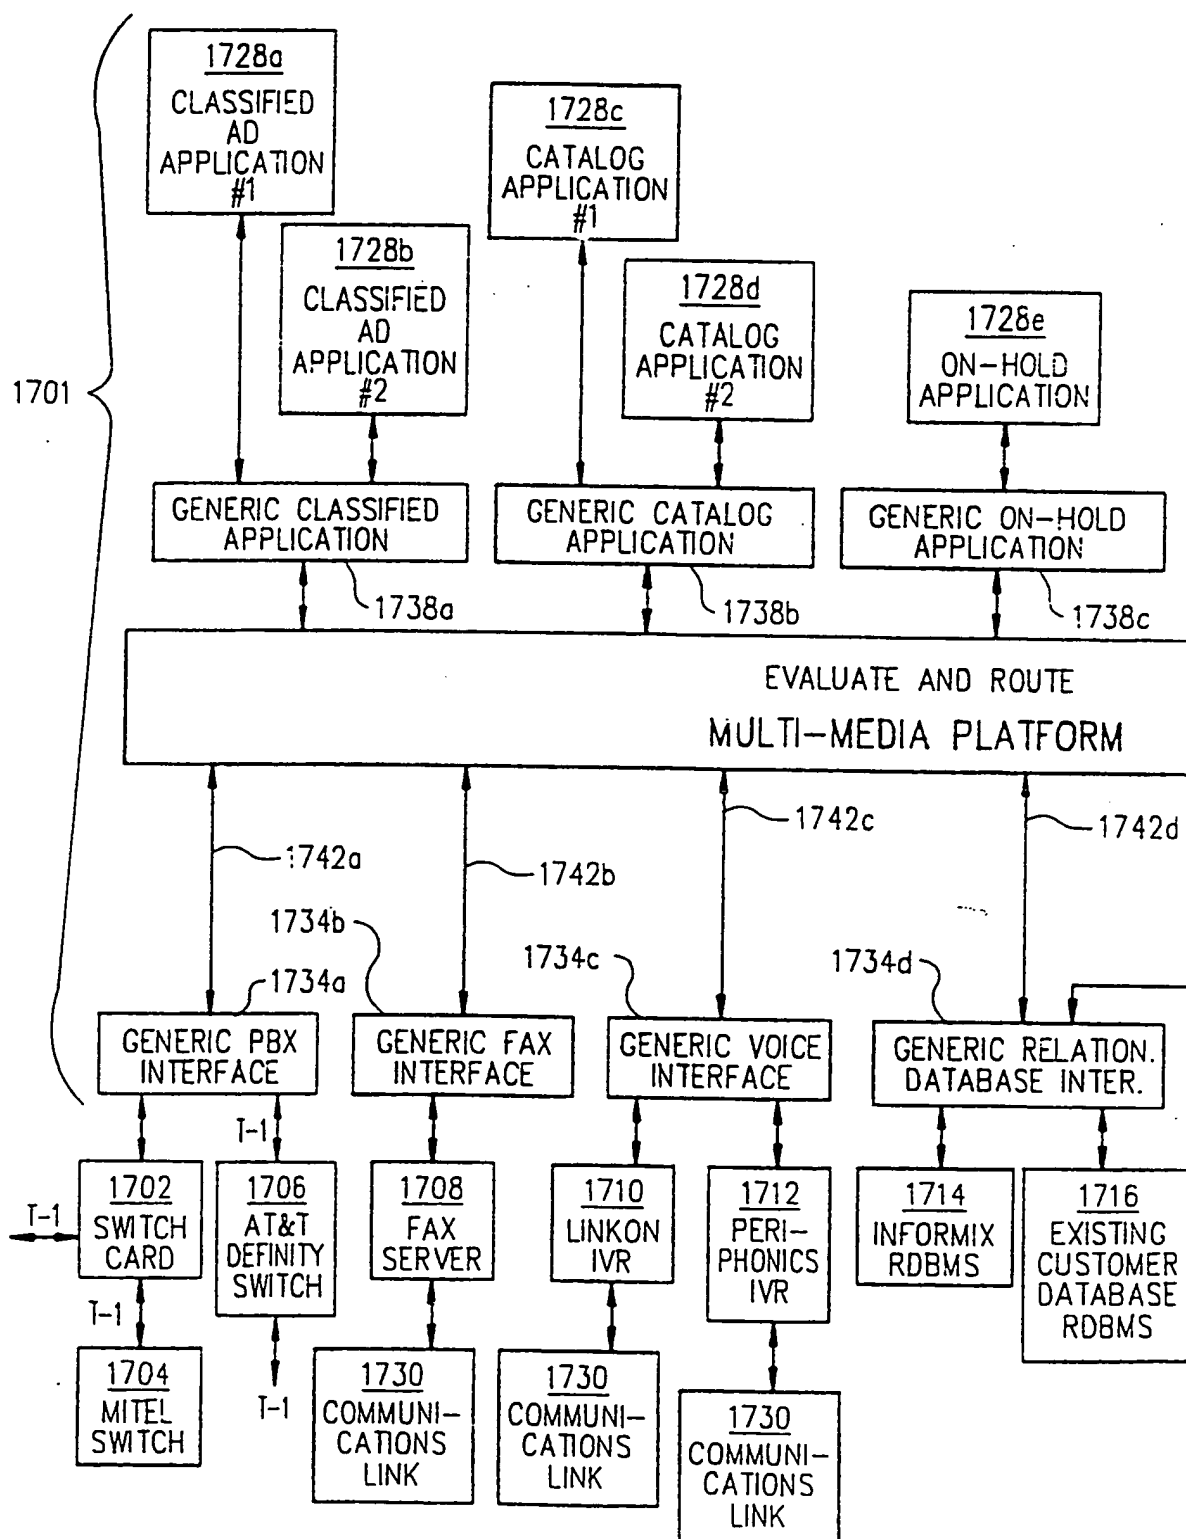 1701
1728a
CLASSIFIED
AD
APPLICATION
#1
1728b
CLASSIFIED
AD
APPLICATION
#2
1728c
CATALOG
APPLICATION
#1
1728d
CATALOG
APPLICATION
#2
1728e
ON-HOLD
APPLICATION
GENERIC CLASSIFIED
APPLICATION
GENERIC CATALOG
APPLICATION
GENERIC ON-HOLD
APPLICATION
1738a
1738b
1738c
EVALUATE AND ROUTE
MULTI-MEDIA PLATFORM
1742a
1742b
1742c
1742d
1734a
1734b
1734c
1734d
GENERIC PBX
INTERFACE
GENERIC FAX
INTERFACE
GENERIC VOICE
INTERFACE
GENERIC RELATION.
DATABASE INTER.
T-1
T-1
1702
SWITCH
CARD
1706
AT&T
DEFINITY
SWITCH
1708
FAX
SERVER
1710
LINKON
IVR
1712
PERI-
PHONICS
IVR
1714
INFORMIX
RDBMS
1716
EXISTING
CUSTOMER
DATABASE
RDBMS
T-1
1704
MITEL
SWITCH
T-1
1730
COMMUNI-
CATIONS
LINK
1730
COMMUNI-
CATIONS
LINK
1730
COMMUNI-
CATIONS
LINK